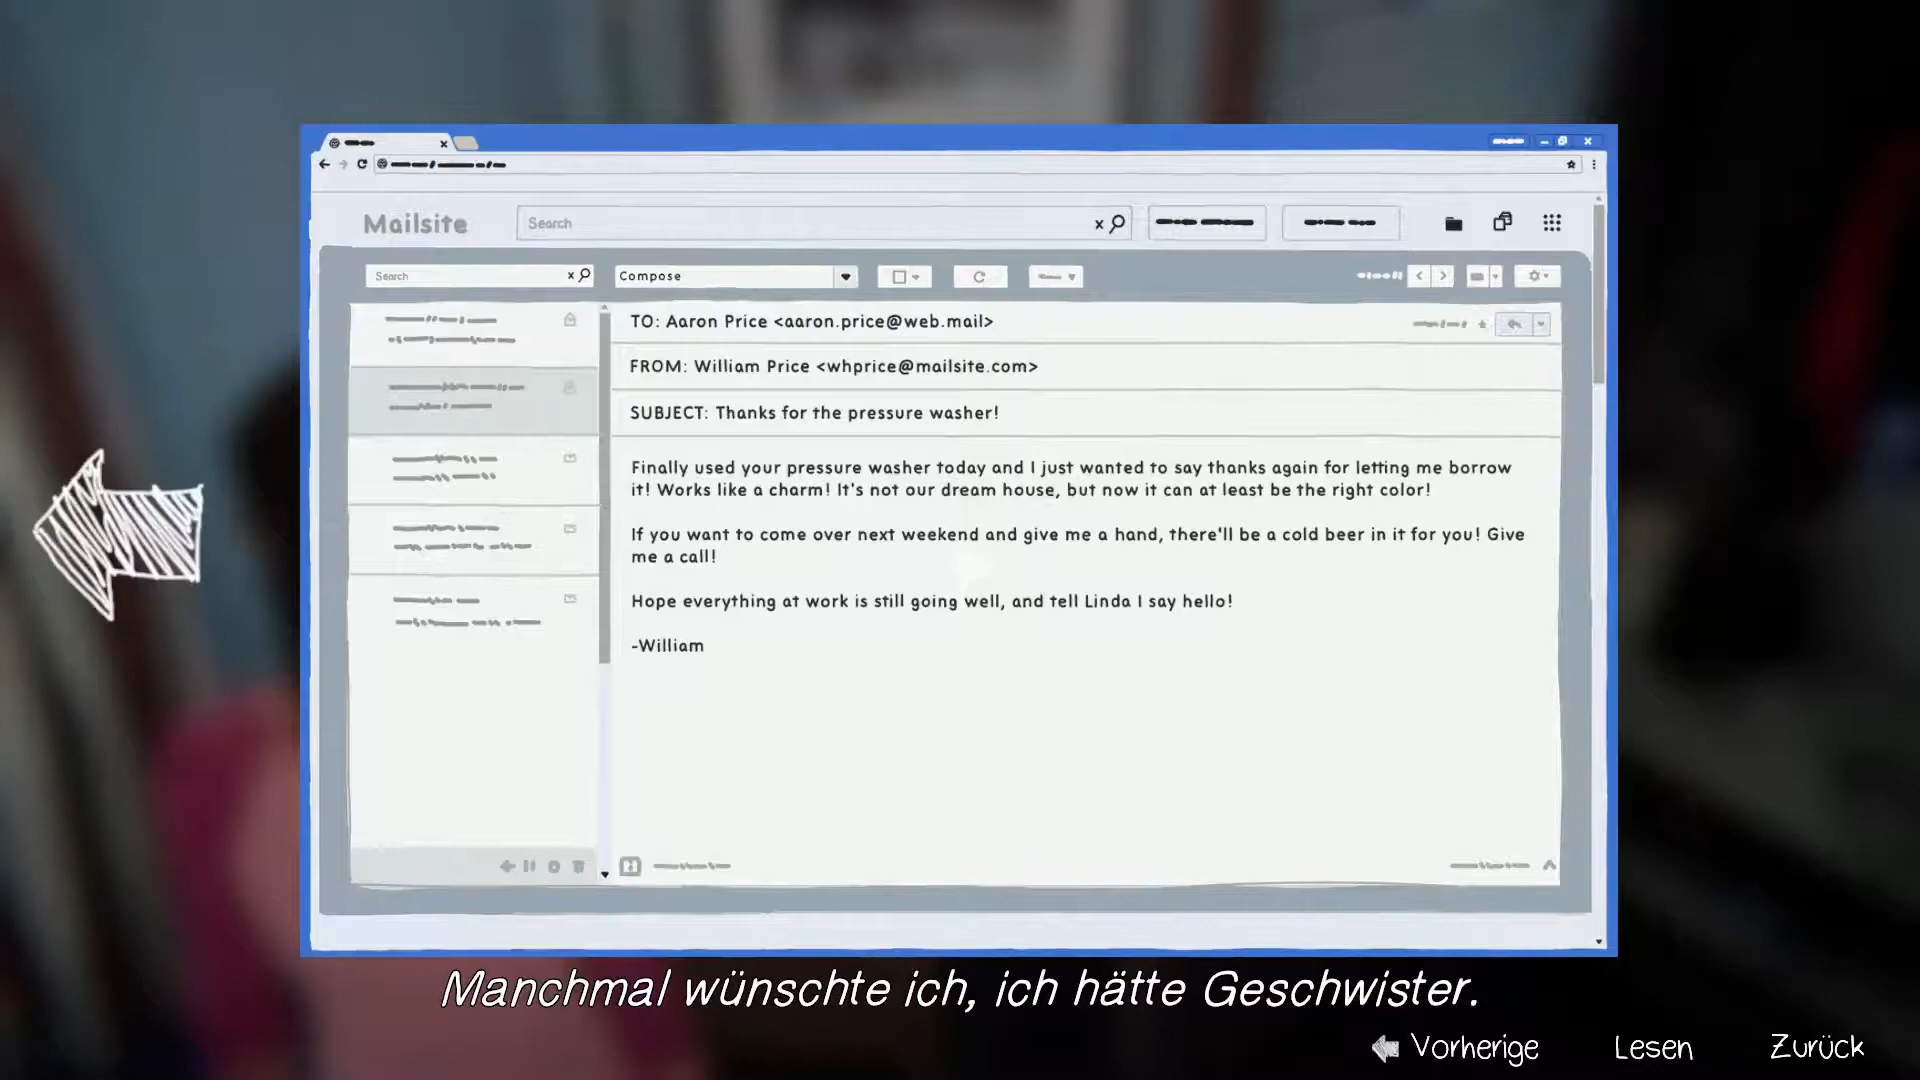 Mailsite
Search
x
Search
x
Compose
TO: Aaron Price <aaron.price@web.mail>
FROM: William Price <whprice@mailsite.com>
SUBJECT: Thanks for the pressure washer!
Finally used your pressure washer today and I just wanted to say thanks again for letting me borrow
it! Works like a charm! It's not our dream house, but now it can at least be the right color!
If you want to come over next weekend and give me a hand, there'll be a cold beer in it for you! Give
me a call!
Hope everything at work is still going well, and tell Linda I say hello!
-William
Manchmal wünschte ich, ich hätte Geschwister.
Vorherige
Lesen
Zurück